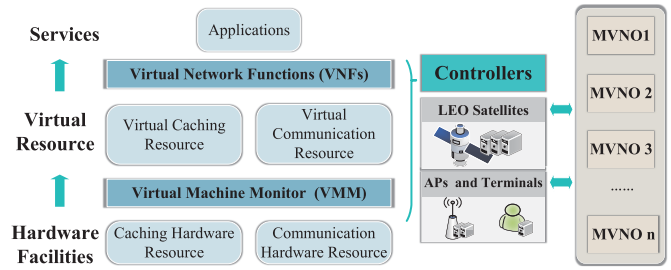 Services
Applications
Virtual Network Functions (VNFs)
Virtual
Resource
Virtual Caching
Resource
Virtual
Communication
Resource
Virtual Machine Monitor (VMM)
Hardware
Facilities
Caching Hardware
Resource
Communication
Hardware Resource
Controllers
LEO Satellites
APs and Terminals
MVNO1
MVNO 2
MVNO 3
......
MVNO n